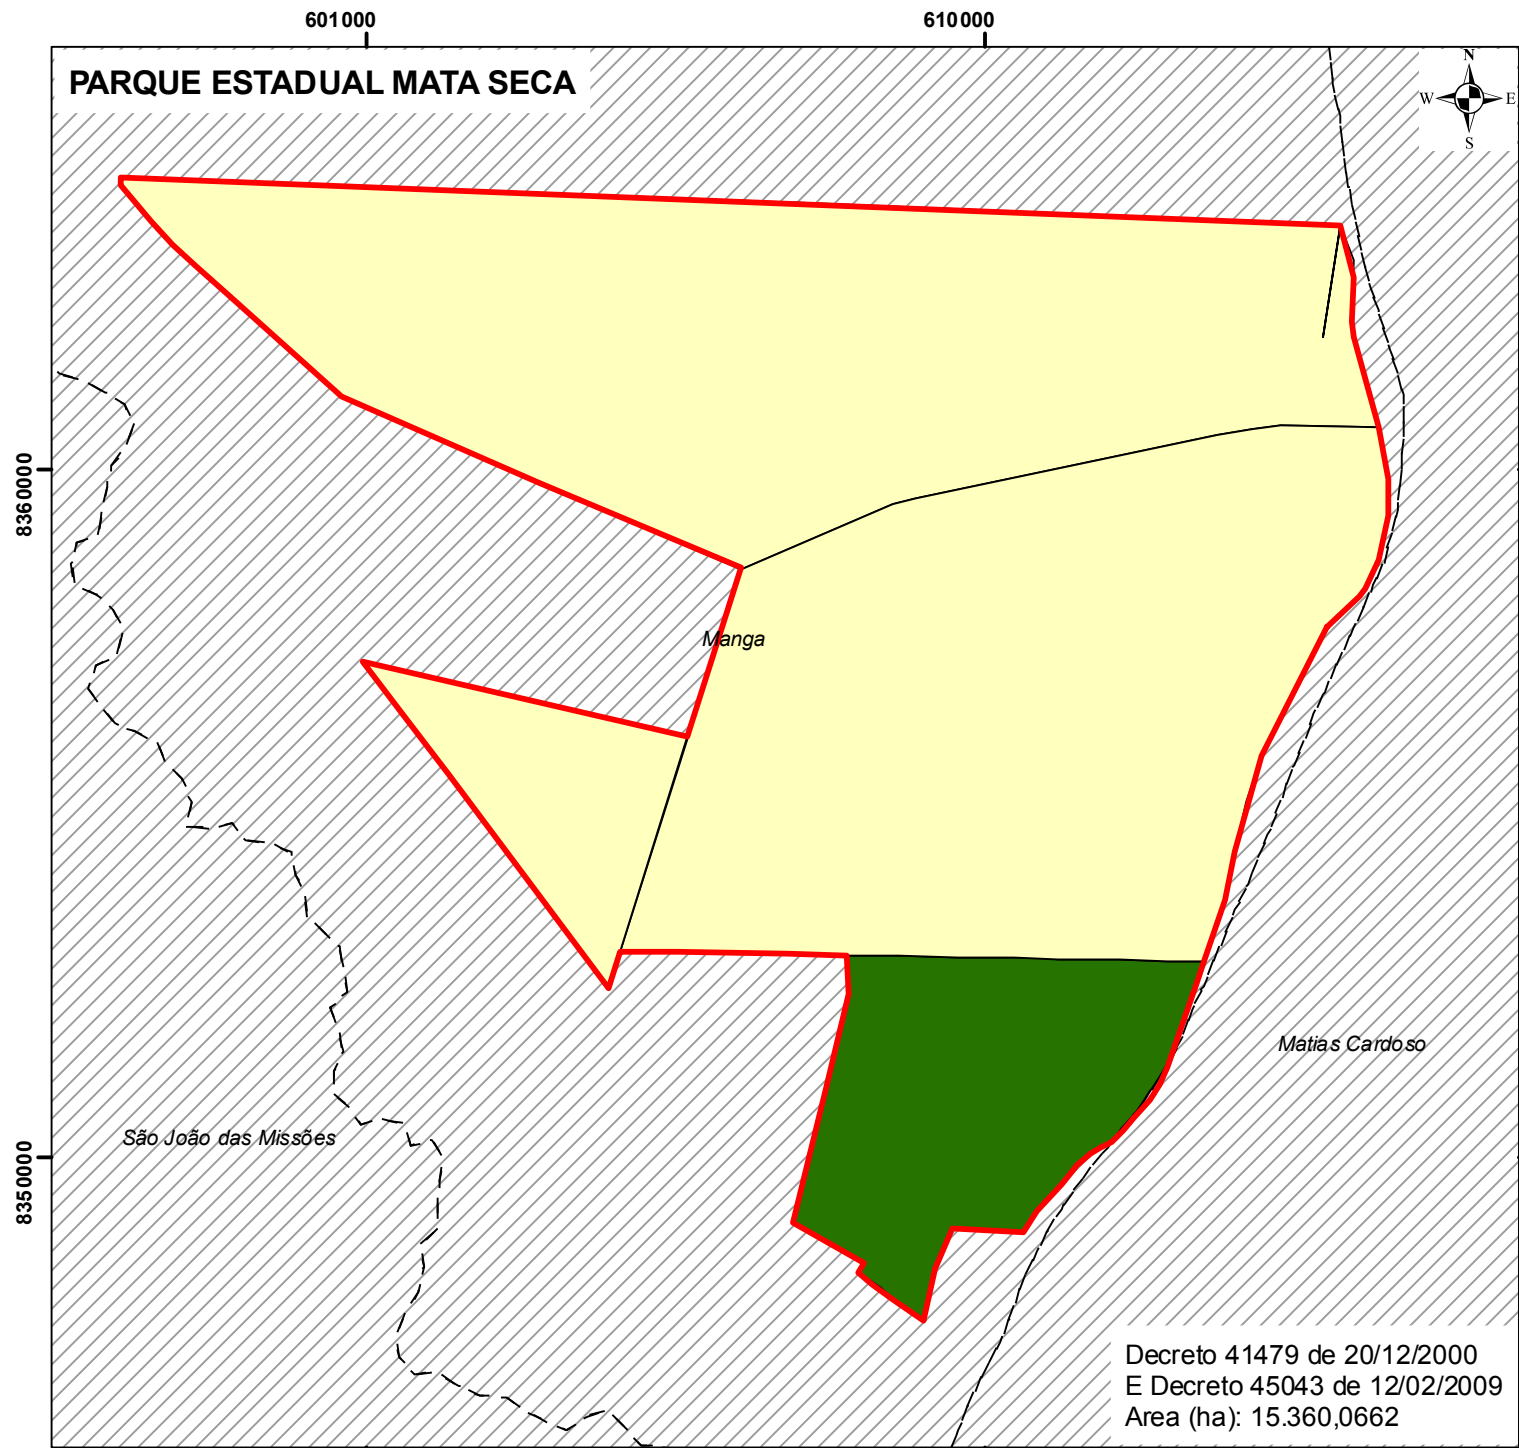 601000
610000
PARQUE ESTADUAL MATA SECA
N
W
E
S
8360000
Manga
Matias Cardoso
São João das Missões
8350000
Decreto 41479 de 20/12/2000
E Decreto 45043 de 12/02/2009
Area (ha): 15.360,0662